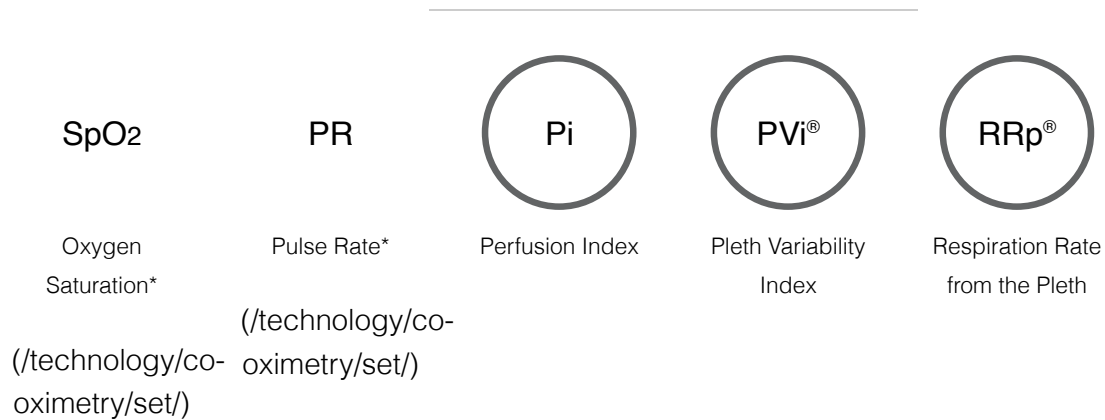 SpO2
PR
Pi
PVi®
RRp®
Oxygen
Saturation*
(/technology/co-
oximetry/set/)
Pulse Rate*
(/technology/co-
oximetry/set/)
Perfusion Index
Pleth Variability
Index
Respiration Rate
from the Pleth